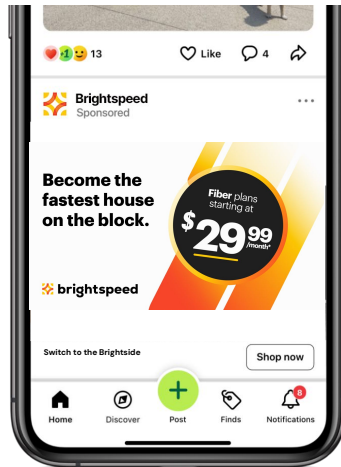 +1 13 Like 4
Brightspeed
Sponsored
Become the
fastest house
on the block.
Fiber plans
starting at
$29.99
/month*
brightspeed
Switch to the Brightside
Shop now
8
Home Discover Post Finds Notifications